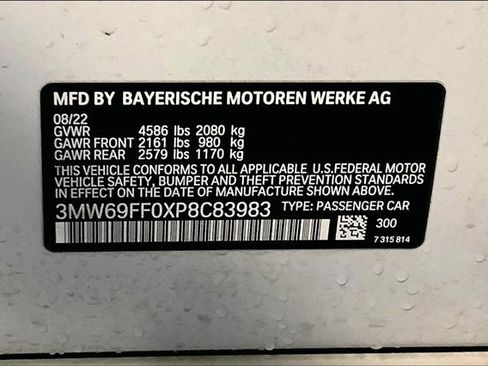 MFD BY BAYERISCHE MOTOREN WERKE AG
08/22
GVWR 4586 lbs 2080 kg
GAWR FRONT 2161 lbs 980 kg
GAWR REAR 2579 lbs 1170 kg
THIS VEHICLE CONFORMS TO ALL APPLICABLE U.S.FEDERAL MOTOR
VEHICLE SAFETY, BUMPER AND THEFT PREVENTION STANDARDS
IN EFFECT ON THE DATE OF MANUFACTURE SHOWN ABOVE.
3MW69FF0XP8C83983 TYPE: PASSENGER CAR
300
7 315 814